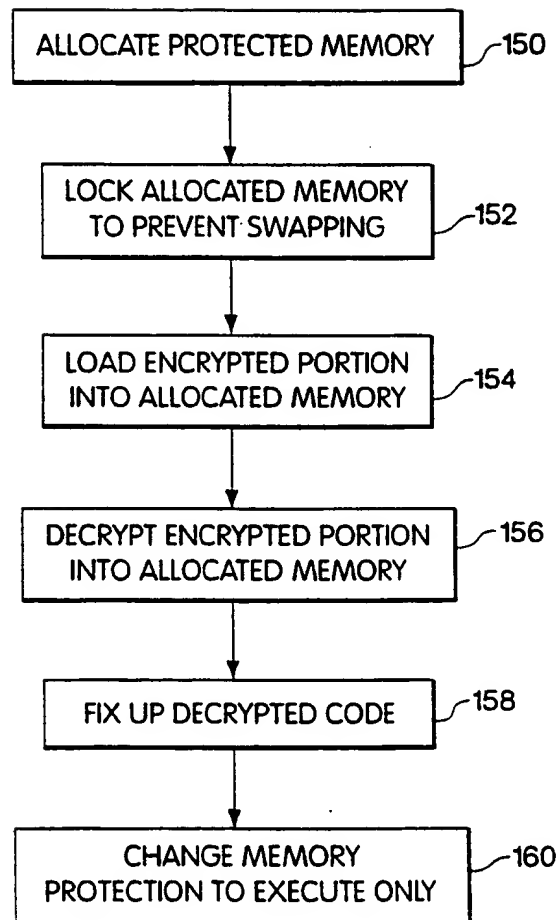 ALLOCATE PROTECTED MEMORY
150
LOCK ALLOCATED MEMORY
TO PREVENT SWAPPING
152
LOAD ENCRYPTED PORTION
INTO ALLOCATED MEMORY
154
DECRYPT ENCRYPTED PORTION
INTO ALLOCATED MEMORY
156
FIX UP DECRYPTED CODE
158
CHANGE MEMORY
PROTECTION TO EXECUTE ONLY
160